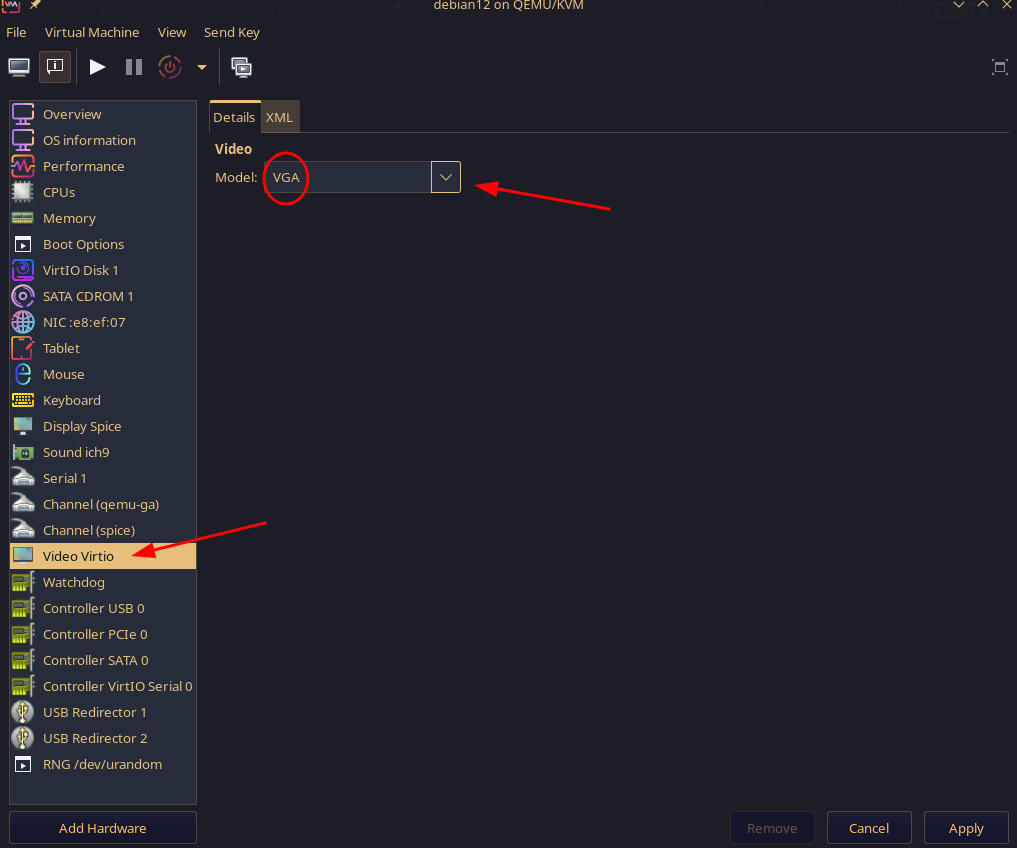 debian12 on QEMU/KVM
File Virtual Machine View Send Key
Details XML
Video
Model: VGA
Overview
OS information
Performance
CPUs
Memory
Boot Options
VirtIO Disk 1
SATA CDROM 1
NIC :e8:ef:07
Tablet
Mouse
Keyboard
Display Spice
Sound ich9
Serial 1
Channel (qemu-ga)
Channel (spice)
Video Virtio
Watchdog
Controller USB 0
Controller PCIe 0
Controller SATA 0
Controller VirtIO Serial 0
USB Redirector 1
USB Redirector 2
RNG /dev/urandom
Add Hardware Remove Cancel Apply